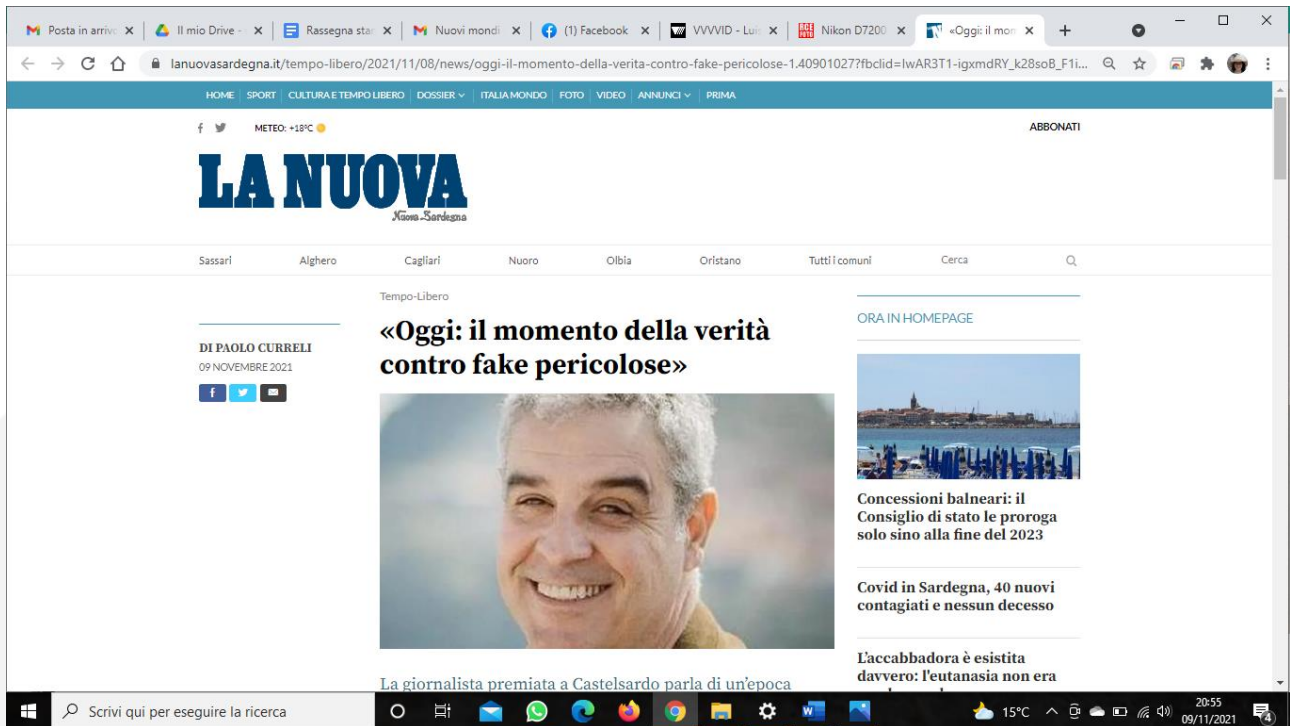 Posta in arriv
Il mio Drive -
Rassegna sta
Nuovi mondi
(1) Facebook
VVVVID - Lui
Nikon D7200
«Oggi: il mom
lanuovasardegna.it/tempo-libero/2021/11/08/news/oggi-il-momento-della-verita-contro-fake-pericolose-1.40901027?fbclid=IwAR3T1-igxmdRY_k28soB_F1i...
HOME SPORT CULTURA E TEMPO LIBERO DOSSIER ITALIA MONDO FOTO VIDEO ANNUNCI PRIMA
METEO: +18°C
ABBONATI
LA NUOVA
Nuova Sardegna
Sassari Alghero Cagliari Nuoro Olbia Oristano Tutti i comuni Cerca
Tempo-Libero
«Oggi: il momento della verità
contro fake pericolose»
DI PAOLO CURRELI
09 NOVEMBRE 2021
La giornalista premiata a Castelsardo parla di un'epoca
ORA IN HOMEPAGE
Concessioni balneari: il
Consiglio di stato le proroga
solo sino alla fine del 2023
Covid in Sardegna, 40 nuovi
contagiati e nessun decesso
L'accabbadora è esistita
davvero: l'eutanasia non era
Scrivi qui per eseguire la ricerca
15°C
20:55
09/11/2021